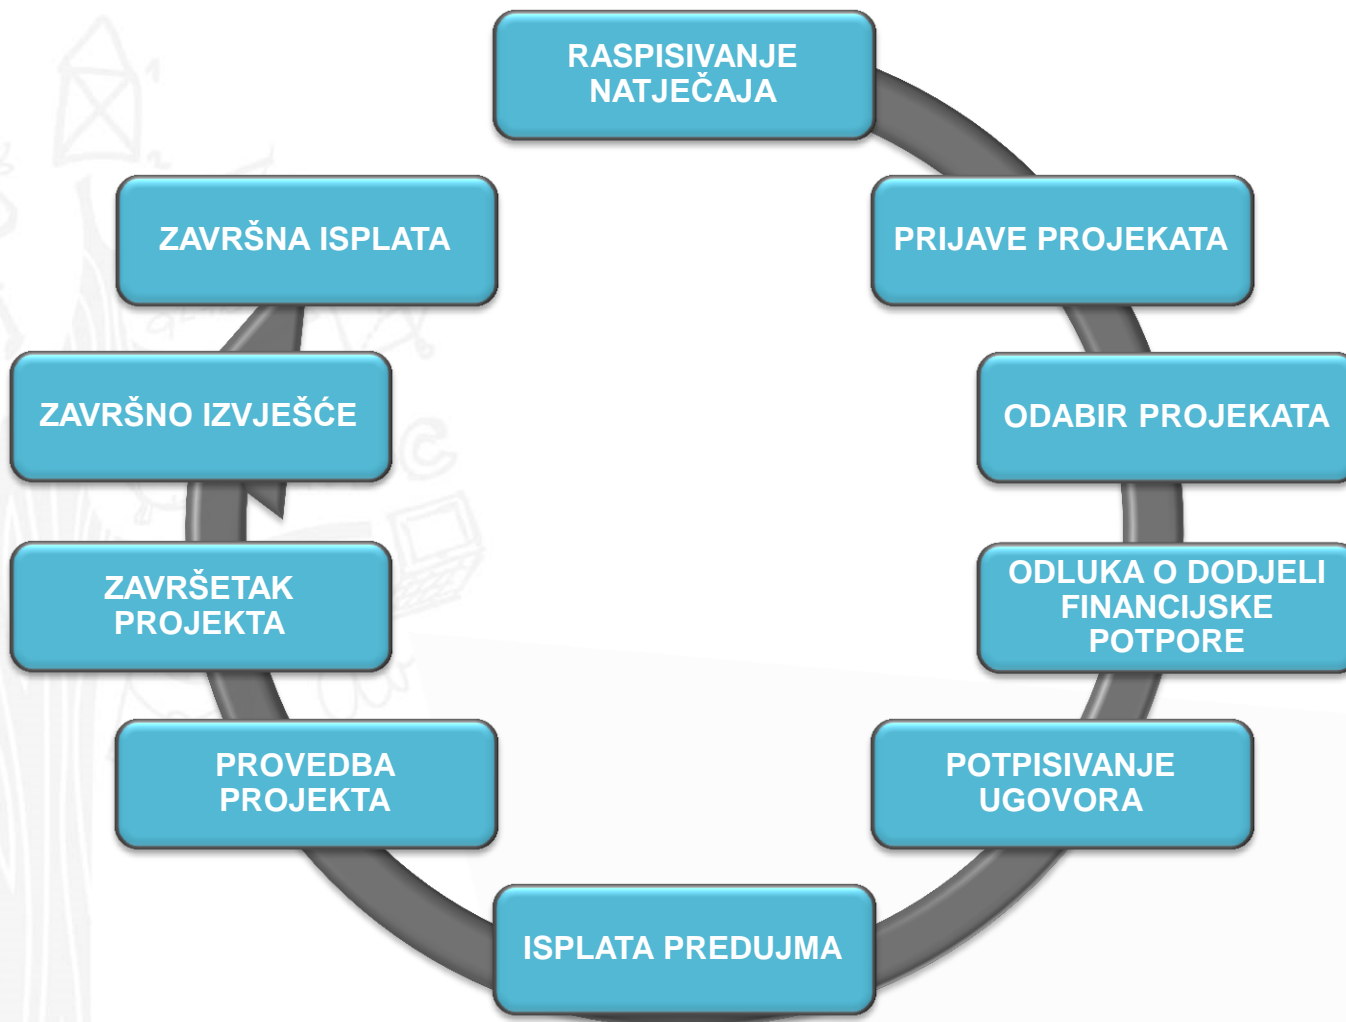 RASPISIVANJE
NATJEČAJA
PRIJAVE PROJEKATA
ODABIR PROJEKATA
ODLUKA O DODJELI
FINANCIJSKE
POTPORE
POTPISIVANJE
UGOVORA
ISPLATA PREDUJMA
PROVEDBA
PROJEKTA
ZAVRŠETAK
PROJEKTA
ZAVRŠNO IZVJEŠĆE
ZAVRŠNA ISPLATA